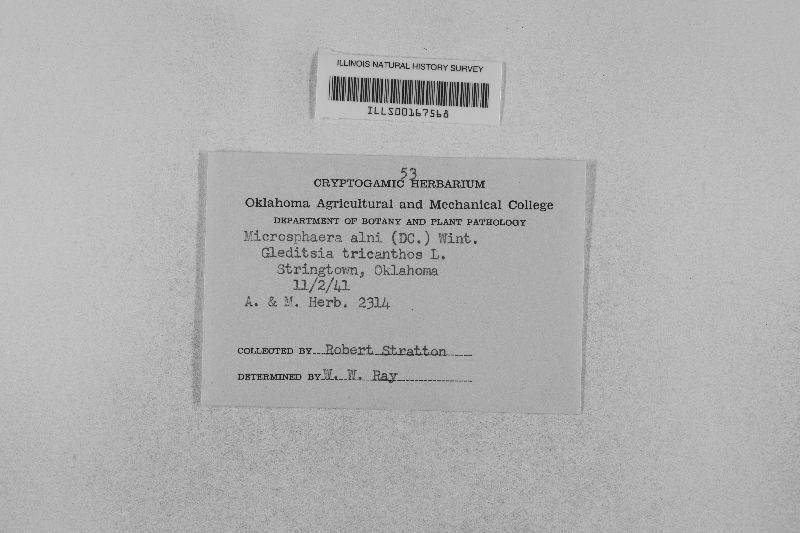 ILLINOIS NATURAL HISTORY SURVEY
ILLS00167568
53
CRYPTOGAMIC HERBARIUM
Oklahoma Agricultural and Mechanical College
DEPARTMENT OF BOTANY AND PLANT PATHOLOGY
Microsphaera alni (DC.) Wint.
Gleditsia tricanthos L.
Stringtown, Oklahoma
11/2/41
A. & M. Herb. 2314
COLLECTED BY Robert Stratton
DETERMINED BY W. W. Ray